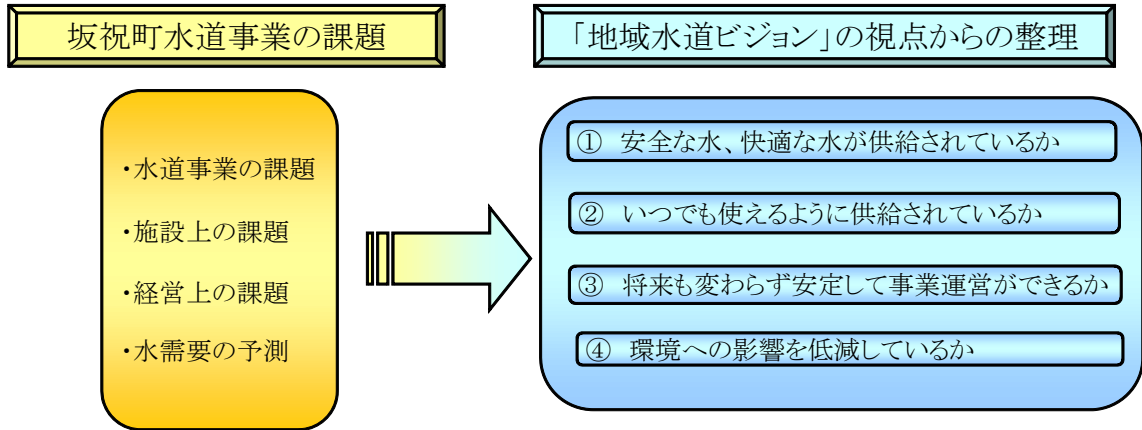 坂祝町水道事業の課題
「地域水道ビジョン」の視点からの整理
・水道事業の課題
・施設上の課題
・経営上の課題
・水需要の予測
① 安全な水、快適な水が供給されているか
② いつでも使えるように供給されているか
③ 将来も変わらず安定して事業運営ができるか
④ 環境への影響を低減しているか